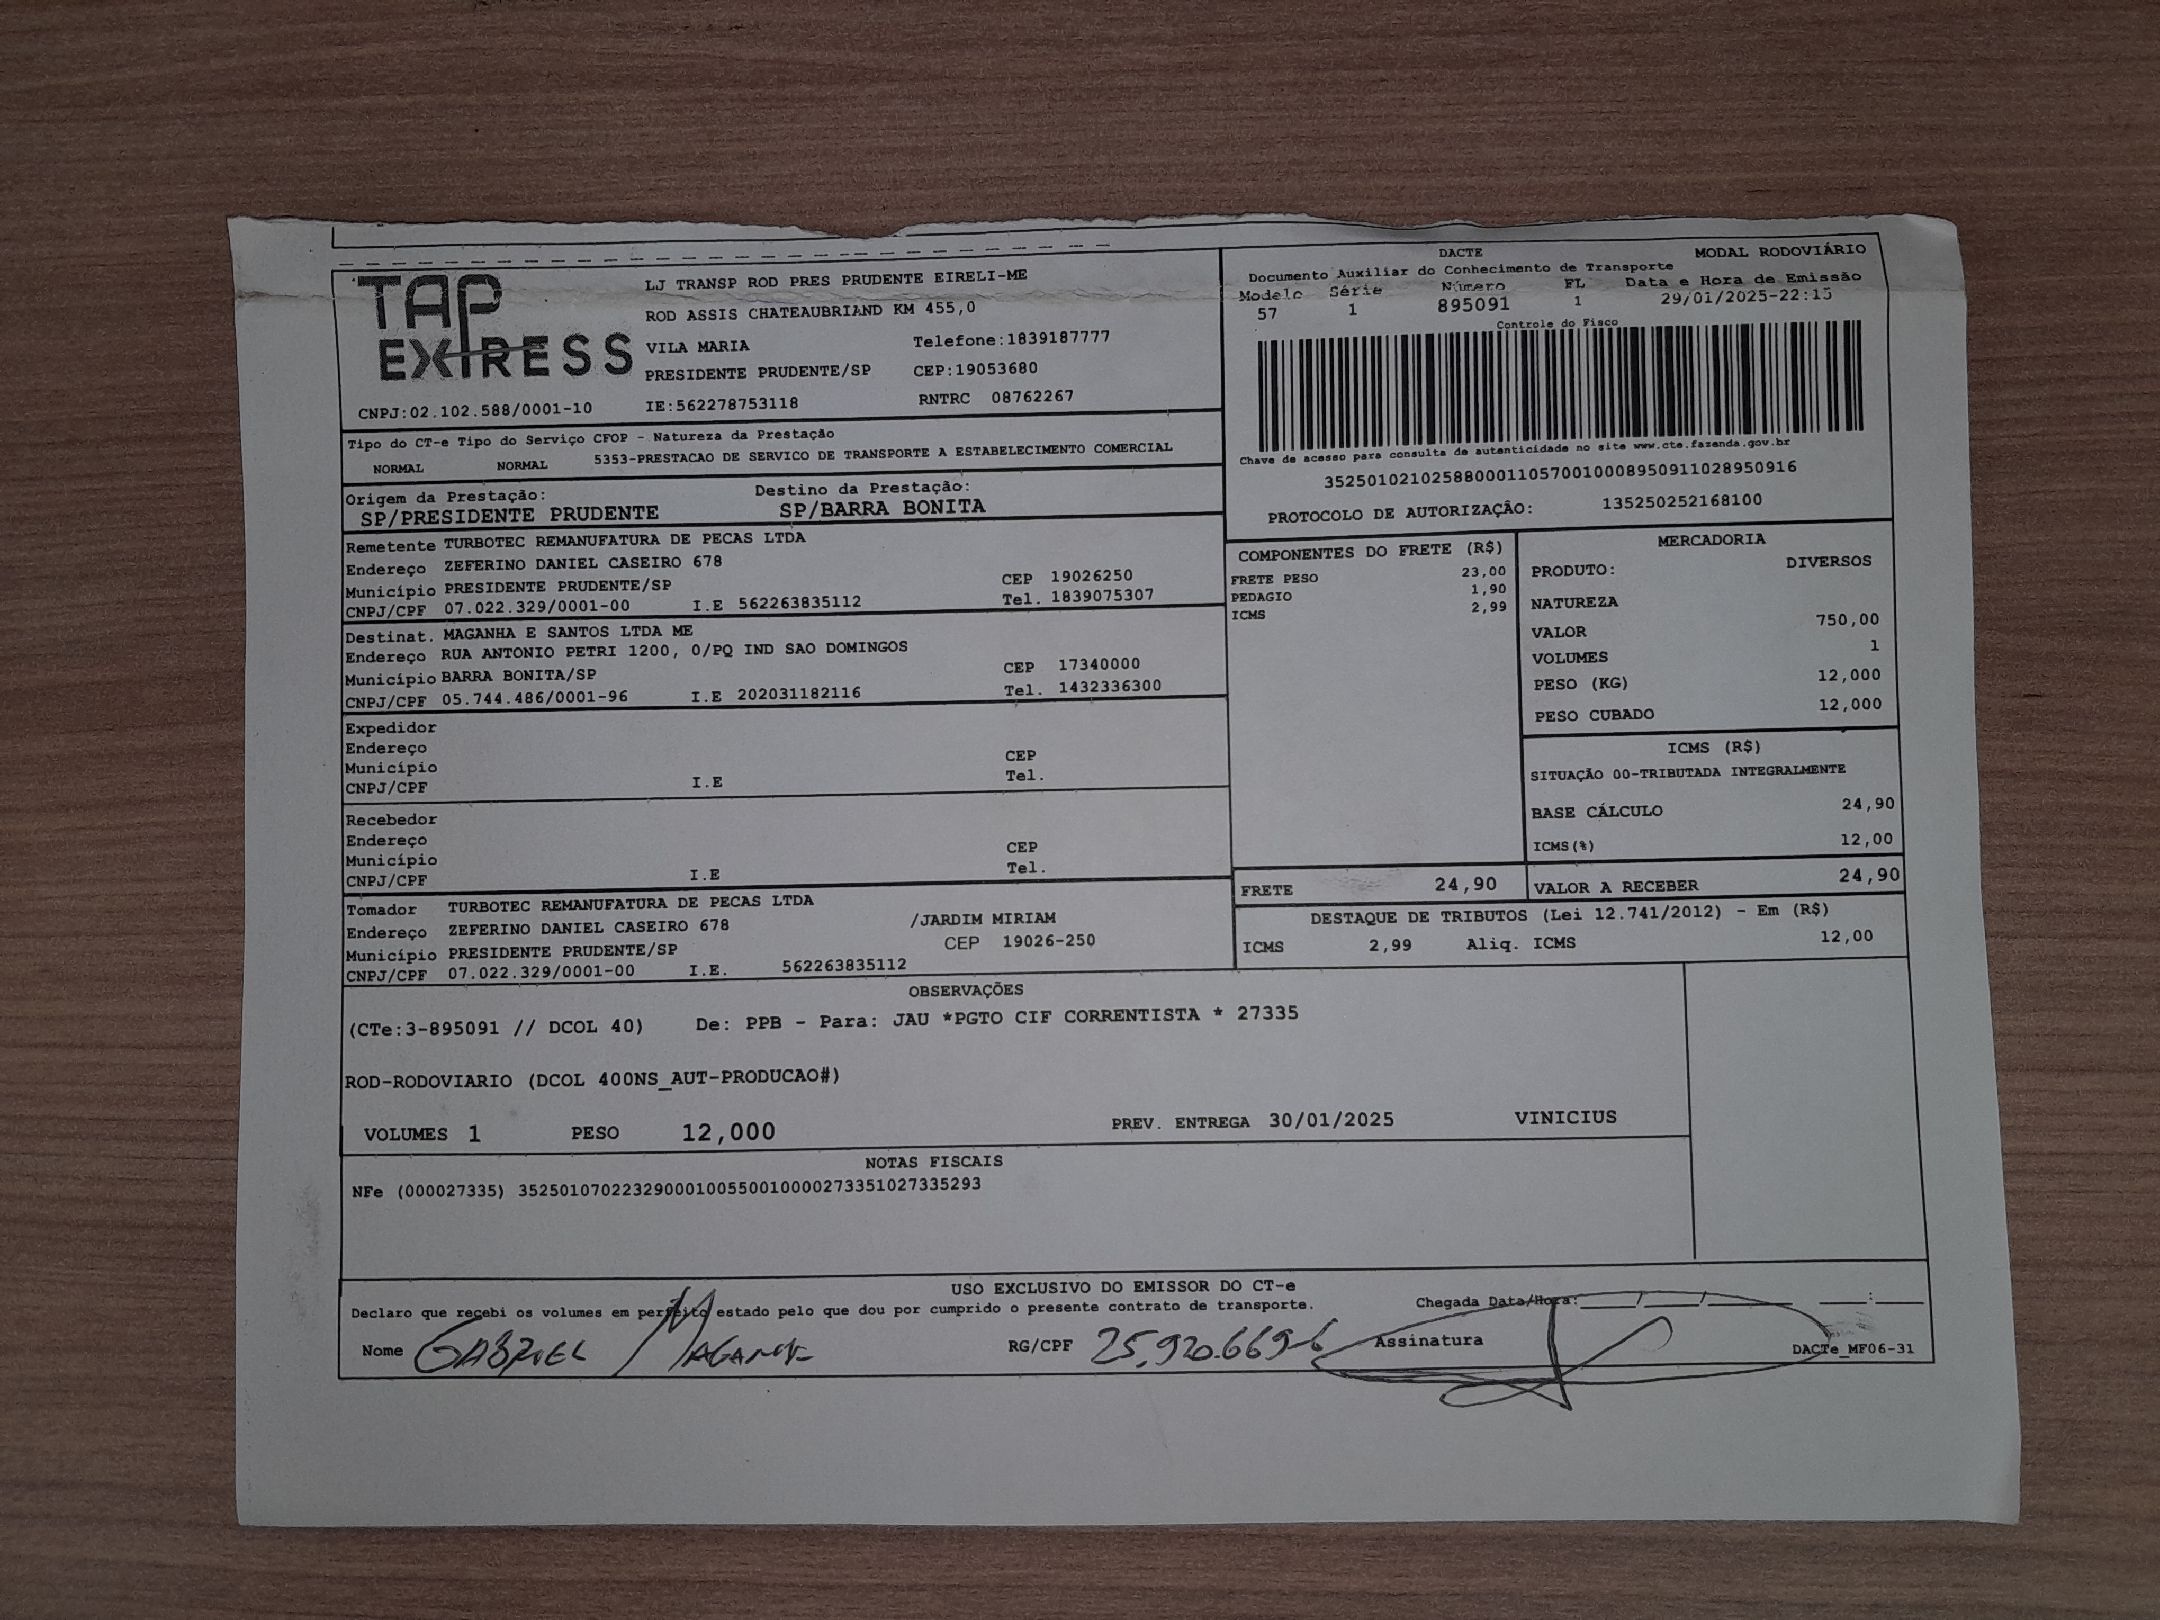 TAP
EXPRESS
LJ TRANSP ROD PRES PRUDENTE EIRELI-ME
ROD ASSIS CHATEAUBRIAND KM 455,0
VILA MARIA Telefone:1839187777
PRESIDENTE PRUDENTE/SP CEP:19053680
CNPJ:02.102.588/0001-10 IE:562278753118 RNTRC 08762267
DACTE MODAL RODOVIÁRIO
Documento Auxiliar do Conhecimento de Transporte
Modelo Série Número FL Data e Hora de Emissão
57 1 895091 1 29/01/2025-22:15
Controle do Fisco
Chave de acesso para consulta de autenticidade no site www.cte.fazenda.gov.br
35250102102588000110570010008950911028950916
PROTOCOLO DE AUTORIZAÇÃO: 135250252168100
Tipo do CT-e Tipo do Serviço CFOP - Natureza da Prestação
NORMAL NORMAL 5353-PRESTACAO DE SERVICO DE TRANSPORTE A ESTABELECIMENTO COMERCIAL
Origem da Prestação: Destino da Prestação:
SP/PRESIDENTE PRUDENTE SP/BARRA BONITA
Remetente TURBOTEC REMANUFATURA DE PECAS LTDA
Endereço ZEFERINO DANIEL CASEIRO 678
Município PRESIDENTE PRUDENTE/SP CEP 19026250
CNPJ/CPF 07.022.329/0001-00 I.E 562263835112 Tel. 1839075307
Destinat. MAGANHA E SANTOS LTDA ME
Endereço RUA ANTONIO PETRI 1200, 0/PQ IND SAO DOMINGOS
Município BARRA BONITA/SP CEP 17340000
CNPJ/CPF 05.744.486/0001-96 I.E 202031182116 Tel. 1432336300
Expedidor
Endereço
Município CEP
CNPJ/CPF I.E Tel.
Recebedor
Endereço
Município CEP
CNPJ/CPF I.E Tel.
Tomador TURBOTEC REMANUFATURA DE PECAS LTDA
Endereço ZEFERINO DANIEL CASEIRO 678 /JARDIM MIRIAM
Município PRESIDENTE PRUDENTE/SP CEP 19026-250
CNPJ/CPF 07.022.329/0001-00 I.E. 562263835112
COMPONENTES DO FRETE (R$)
FRETE PESO 23,00
PEDAGIO 1,90
ICMS 2,99
MERCADORIA
PRODUTO: DIVERSOS
NATUREZA
VALOR 750,00
VOLUMES 1
PESO (KG) 12,000
PESO CUBADO 12,000
ICMS (R$)
SITUAÇÃO 00-TRIBUTADA INTEGRALMENTE
BASE CÁLCULO 24,90
ICMS(%) 12,00
FRETE 24,90 VALOR A RECEBER 24,90
DESTAQUE DE TRIBUTOS (Lei 12.741/2012) - Em (R$)
ICMS 2,99 Aliq. ICMS 12,00
OBSERVAÇÕES
(CTe:3-895091 // DCOL 40) De: PPB - Para: JAU *PGTO CIF CORRENTISTA * 27335
ROD-RODOVIARIO (DCOL 400NS_AUT-PRODUCAO#)
VOLUMES 1 PESO 12,000 PREV. ENTREGA 30/01/2025 VINICIUS
NOTAS FISCAIS
NFe (000027335) 35250107022329000100550010000273351027335293
USO EXCLUSIVO DO EMISSOR DO CT-e
Declaro que recebi os volumes em perfeito estado pelo que dou por cumprido o presente contrato de transporte. Chegada Data/Hora:____/____/______ ____:____
Nome GABRIEL RG/CPF 25.920.669-6 Assinatura DACTe_MF06-31